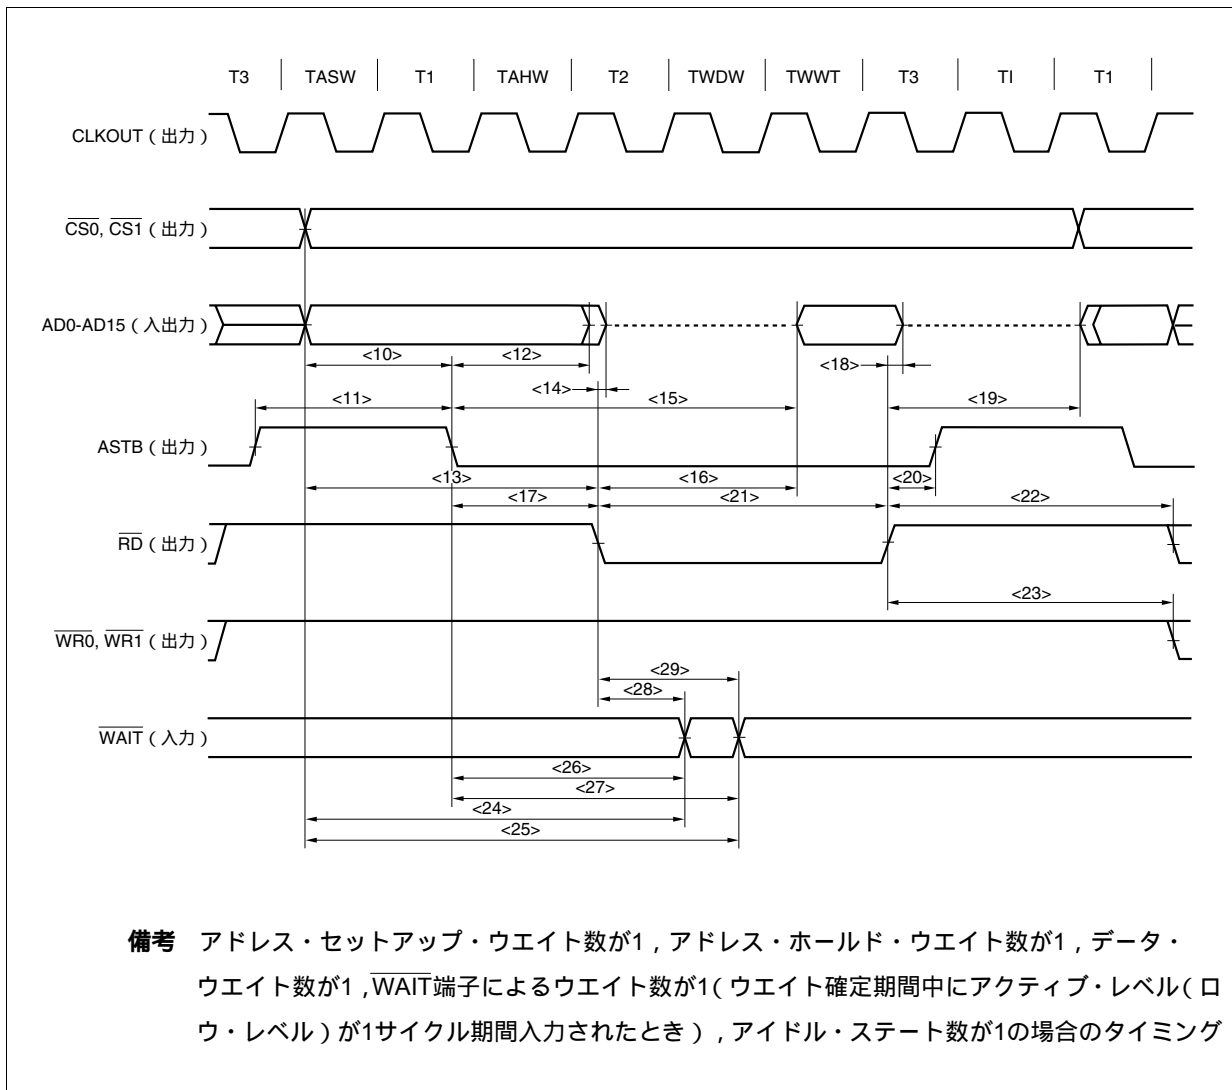 T3 TASW T1 TAHW T2 TWDW TWWT T3 TI T1
CLKOUT(出力)
CS0, CS1(出力)
AD0-AD15(入出力)
<10> <12>
<18>
<14>
<11> <15> <19>
ASTB(出力)
<13> <16> <20>
<17> <21> <22>
RD(出力)
<23>
WR0, WR1(出力)
<29>
<28>
WAIT(入力)
<26>
<27>
<24>
<25>
備考 アドレス・セットアップ・ウエイト数が1,アドレス・ホールド・ウエイト数が1,データ・
ウエイト数が1,WAIT端子によるウエイト数が1(ウエイト確定期間中にアクティブ・レベル(ロ
ウ・レベル)が1サイクル期間入力されたとき),アイドル・ステート数が1の場合のタイミング